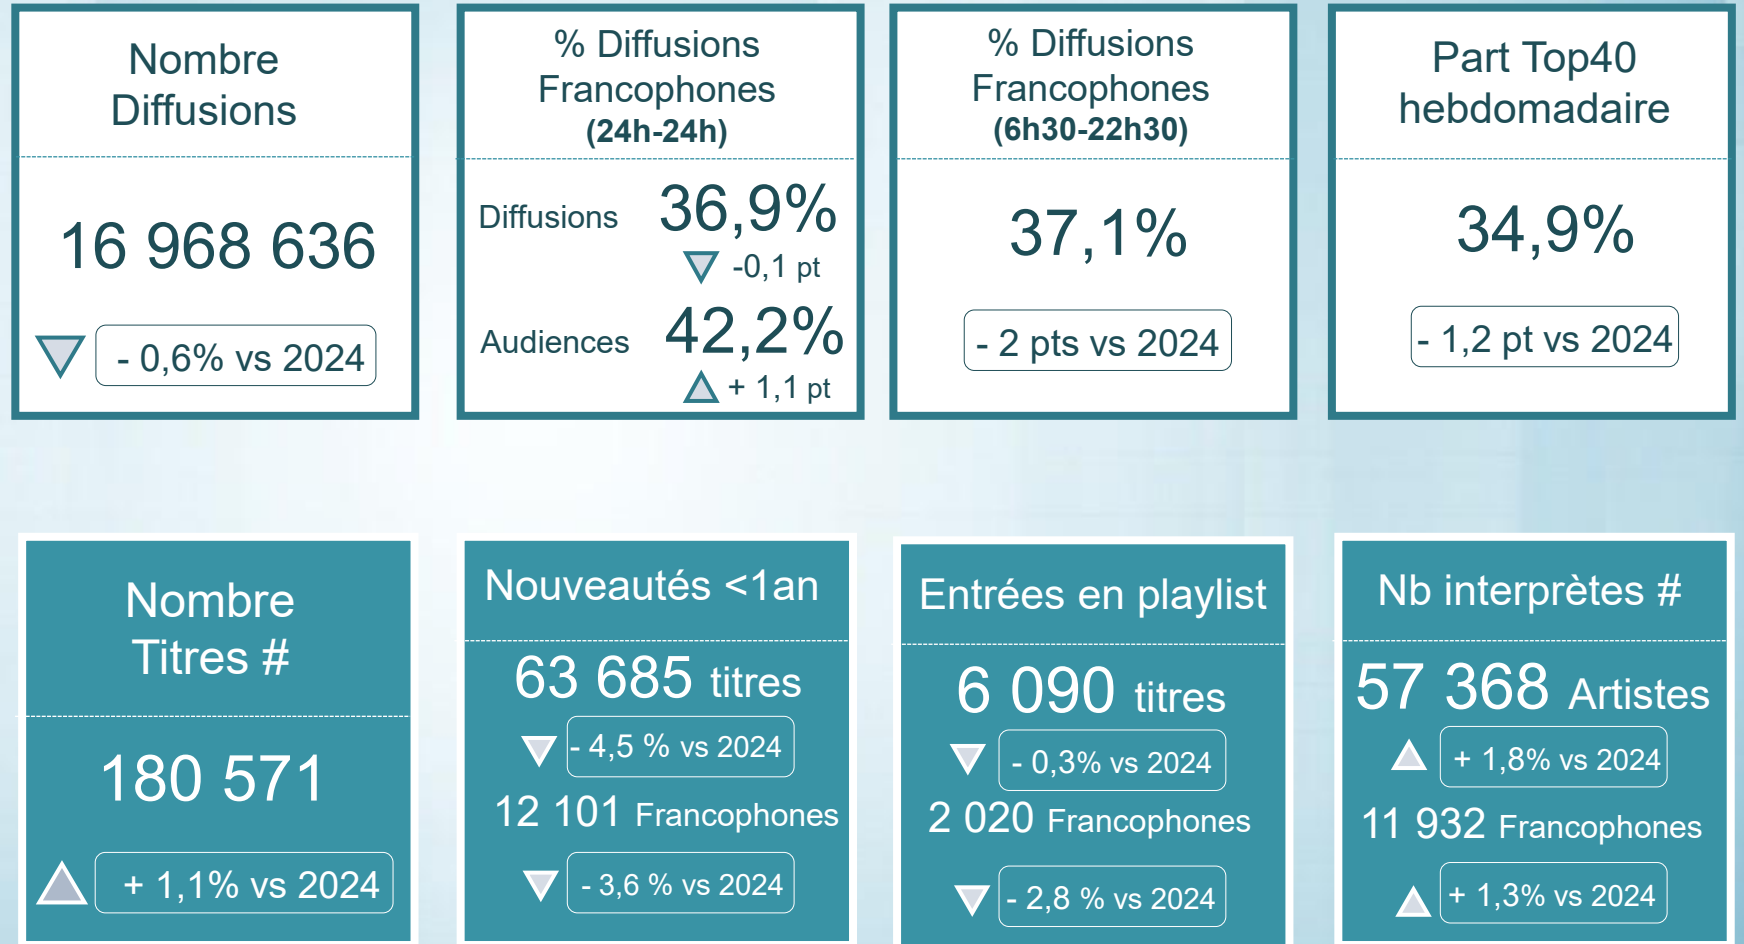 Nombre
Diffusions
16 968 636
- 0,6% vs 2024
% Diffusions
Francophones
(24h-24h)
Diffusions 36,9%
-0,1 pt
Audiences 42,2%
+ 1,1 pt
% Diffusions
Francophones
(6h30-22h30)
37,1%
- 2 pts vs 2024
Part Top40
hebdomadaire
34,9%
- 1,2 pt vs 2024
Nombre
Titres #
180 571
+ 1,1% vs 2024
Nouveautés <1an
63 685 titres
- 4,5 % vs 2024
12 101 Francophones
- 3,6 % vs 2024
Entrées en playlist
6 090 titres
- 0,3% vs 2024
2 020 Francophones
- 2,8 % vs 2024
Nb interprètes #
57 368 Artistes
+ 1,8% vs 2024
11 932 Francophones
+ 1,3% vs 2024